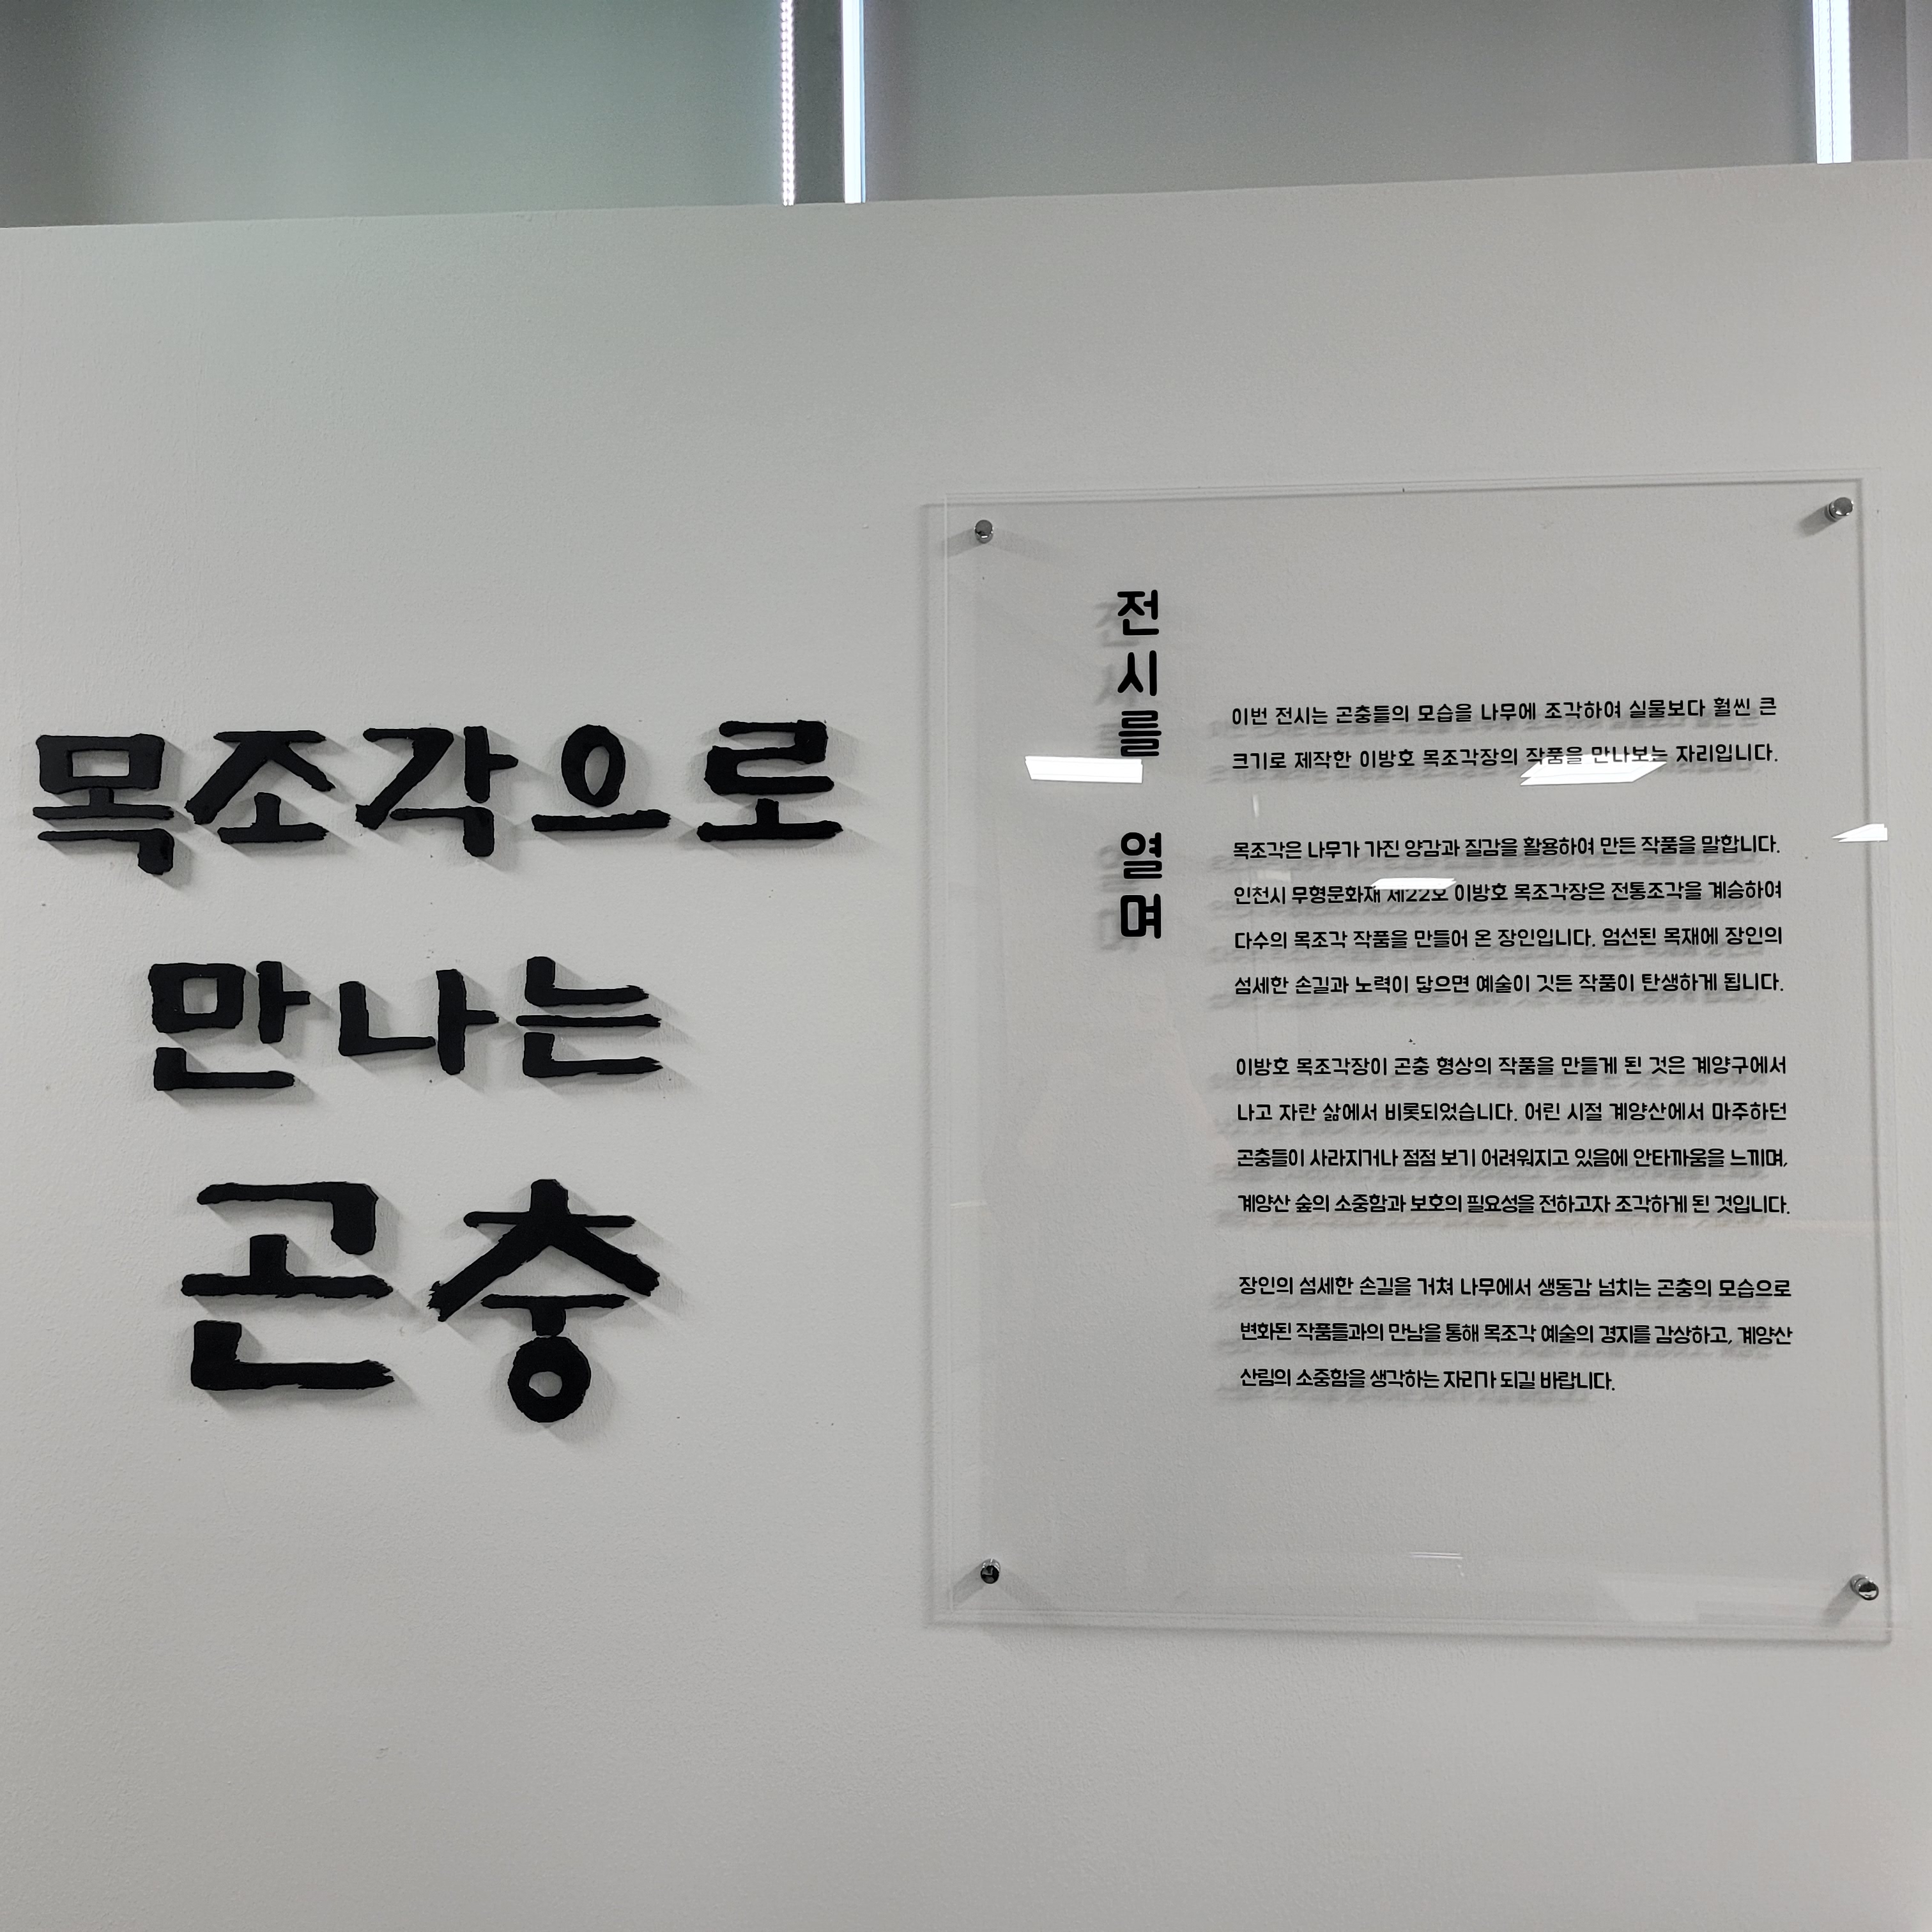 목조각으로
만나는
곤충
전시를 열며
이번 전시는 곤충들의 모습을 나무에 조각하여 실물보다 훨씬 큰
크기로 제작한 이방호 목조각장의 작품을 만나보는 자리입니다.
목조각은 나무가 가진 양감과 질감을 활용하여 만든 작품을 말합니다.
인천시 무형문화재 제22호 이방호 목조각장은 전통조각을 계승하여
다수의 목조각 작품을 만들어 온 장인입니다. 엄선된 목재에 장인의
섬세한 손길과 노력이 닿으면 예술이 깃든 작품이 탄생하게 됩니다.
이방호 목조각장이 곤충 형상의 작품을 만들게 된 것은 계양구에서
나고 자란 삶에서 비롯되었습니다. 어린 시절 계양산에서 마주하던
곤충들이 사라지거나 점점 보기 어려워지고 있음에 안타까움을 느끼며,
계양산 숲의 소중함과 보호의 필요성을 전하고자 조각하게 된 것입니다.
장인의 섬세한 손길을 거쳐 나무에서 생동감 넘치는 곤충의 모습으로
변화된 작품들과의 만남을 통해 목조각 예술의 경지를 감상하고, 계양산
산림의 소중함을 생각하는 자리가 되길 바랍니다.